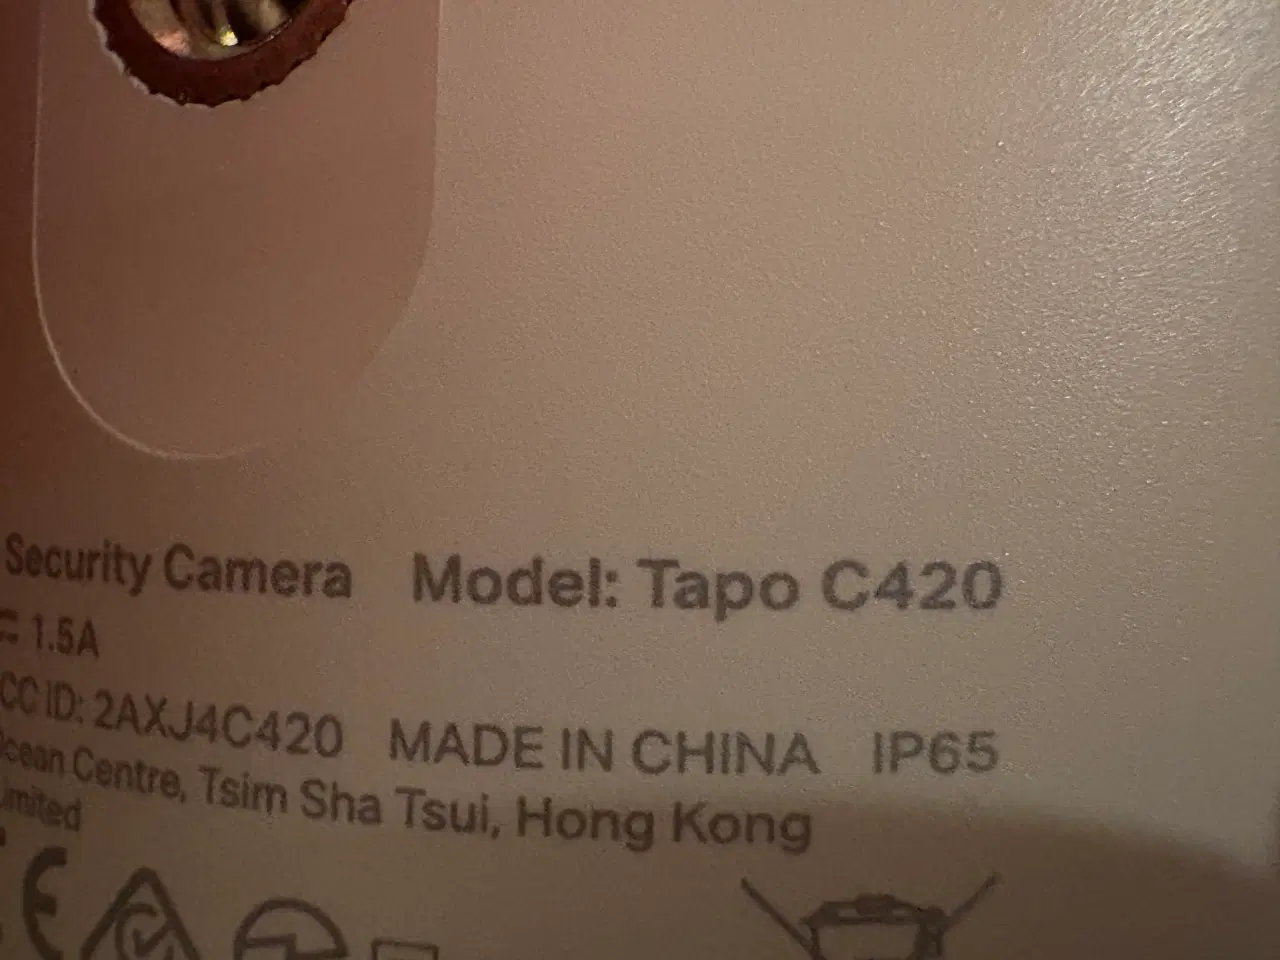 Security Camera Model: Tapo C420
⎓ 1.5A
CC ID: 2AXJ4C420 MADE IN CHINA IP65
Ocean Centre, Tsim Sha Tsui, Hong Kong
Limited
CE